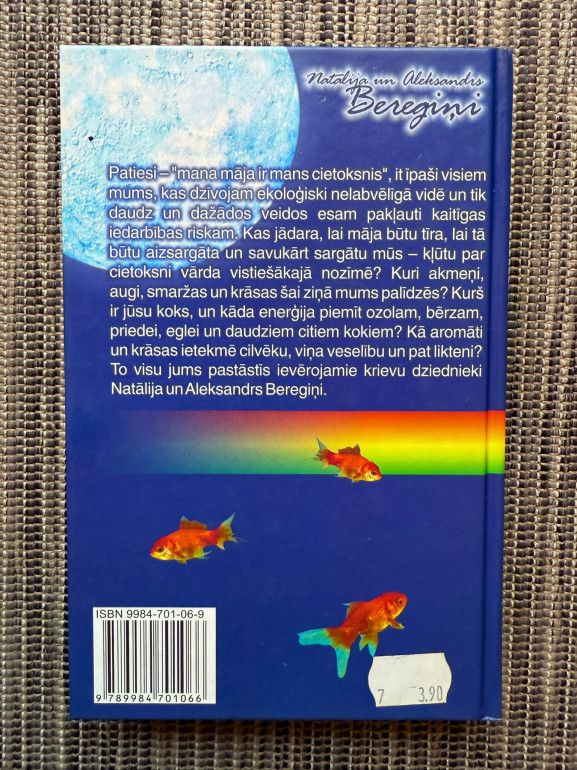 Natalija un Aleksandrs
Beregiņi
Patiesi – "mana māja ir mans cietoksnis", it īpaši visiem
mums, kas dzīvojam ekoloģiski nelabvēlīgā vidē un tik
daudz un dažādos veidos esam pakļauti kaitīgas
iedarbības riskam. Kas jādara, lai māja būtu tīra, lai tā
būtu aizsargāta un savukārt sargātu mūs – kļūtu par
cietoksni vārda vistiešākajā nozīmē? Kuri akmeņi,
augi, smaržas un krāsas šai ziņā mums palīdzēs? Kurš
ir jūsu koks, un kāda enerģija piemīt ozolam, bērzam,
priedei, eglei un daudziem citiem kokiem? Kā aromāti
un krāsas ietekmē cilvēku, viņa veselību un pat likteni?
To visu jums pastāstīs ievērojamie krievu dziednieki
Natālija un Aleksandrs Beregiņi.
ISBN 9984-701-06-9
9 789984 701066
7 3.90